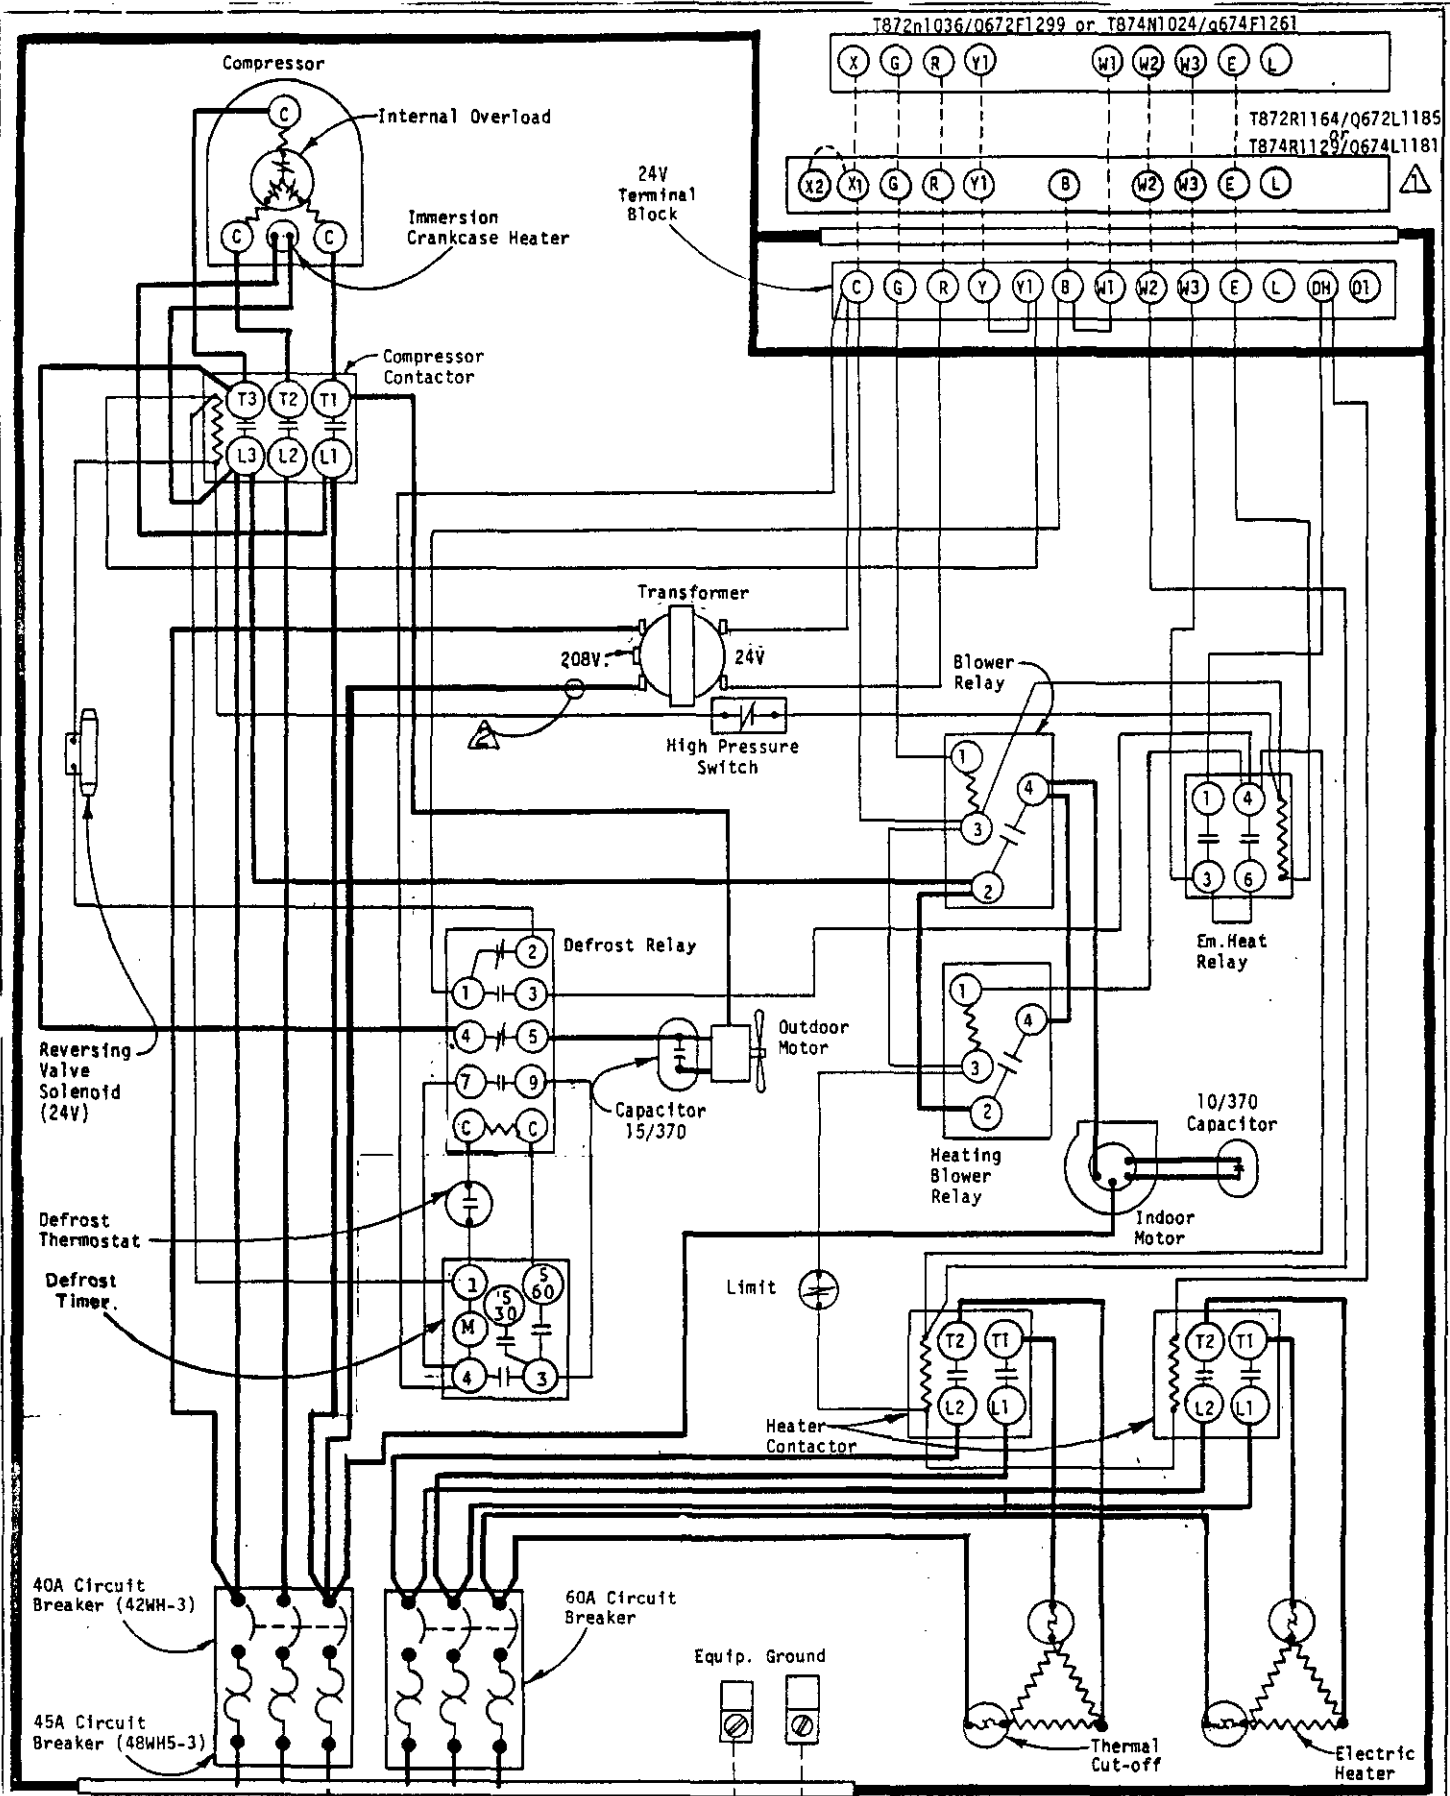 T872n1036/Q672F1299 or T874N1024/q674F1261
X G R Y1 W1 W2 W3 E L
T872R1164/Q672L1185
or
T874R1129/Q674L1181
X2 X1 G R Y1 B W2 W3 E L
1
24V
Terminal
Block
C G R Y Y1 B W1 W2 W3 E L DH D1
Compressor
C
Internal Overload
Immersion
Crankcase Heater
C C
Compressor
Contactor
T3 T2 T1
L3 L2 L1
Transformer
208V.
24V
2
High Pressure
Switch
Blower
Relay
1
4
3
2
1 4
3 6
Em.Heat
Relay
Defrost Relay
2
1 3
4 5
7 9
C C
Outdoor
Motor
Capacitor
15/370
Reversing
Valve
Solenoid
(24V)
1
4
3
2
Heating
Blower
Relay
10/370
Capacitor
Indoor
Motor
Defrost
Thermostat
Defrost
Timer.
1
S
30
S
60
M
4 3
Limit
T2 T1
L2 L1
T2 T1
L2 L1
Heater
Contactor
40A Circuit
Breaker (42WH-3)
45A Circuit
Breaker (48WH5-3)
60A Circuit
Breaker
Equip. Ground
Thermal
Cut-off
Electric
Heater